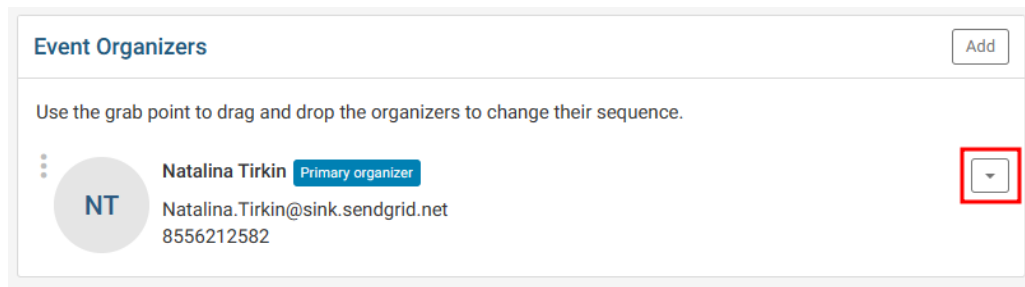 Event Organizers
Add
Use the grab point to drag and drop the organizers to change their sequence.
NT
Natalina Tirkin Primary organizer
Natalina.Tirkin@sink.sendgrid.net
8556212582